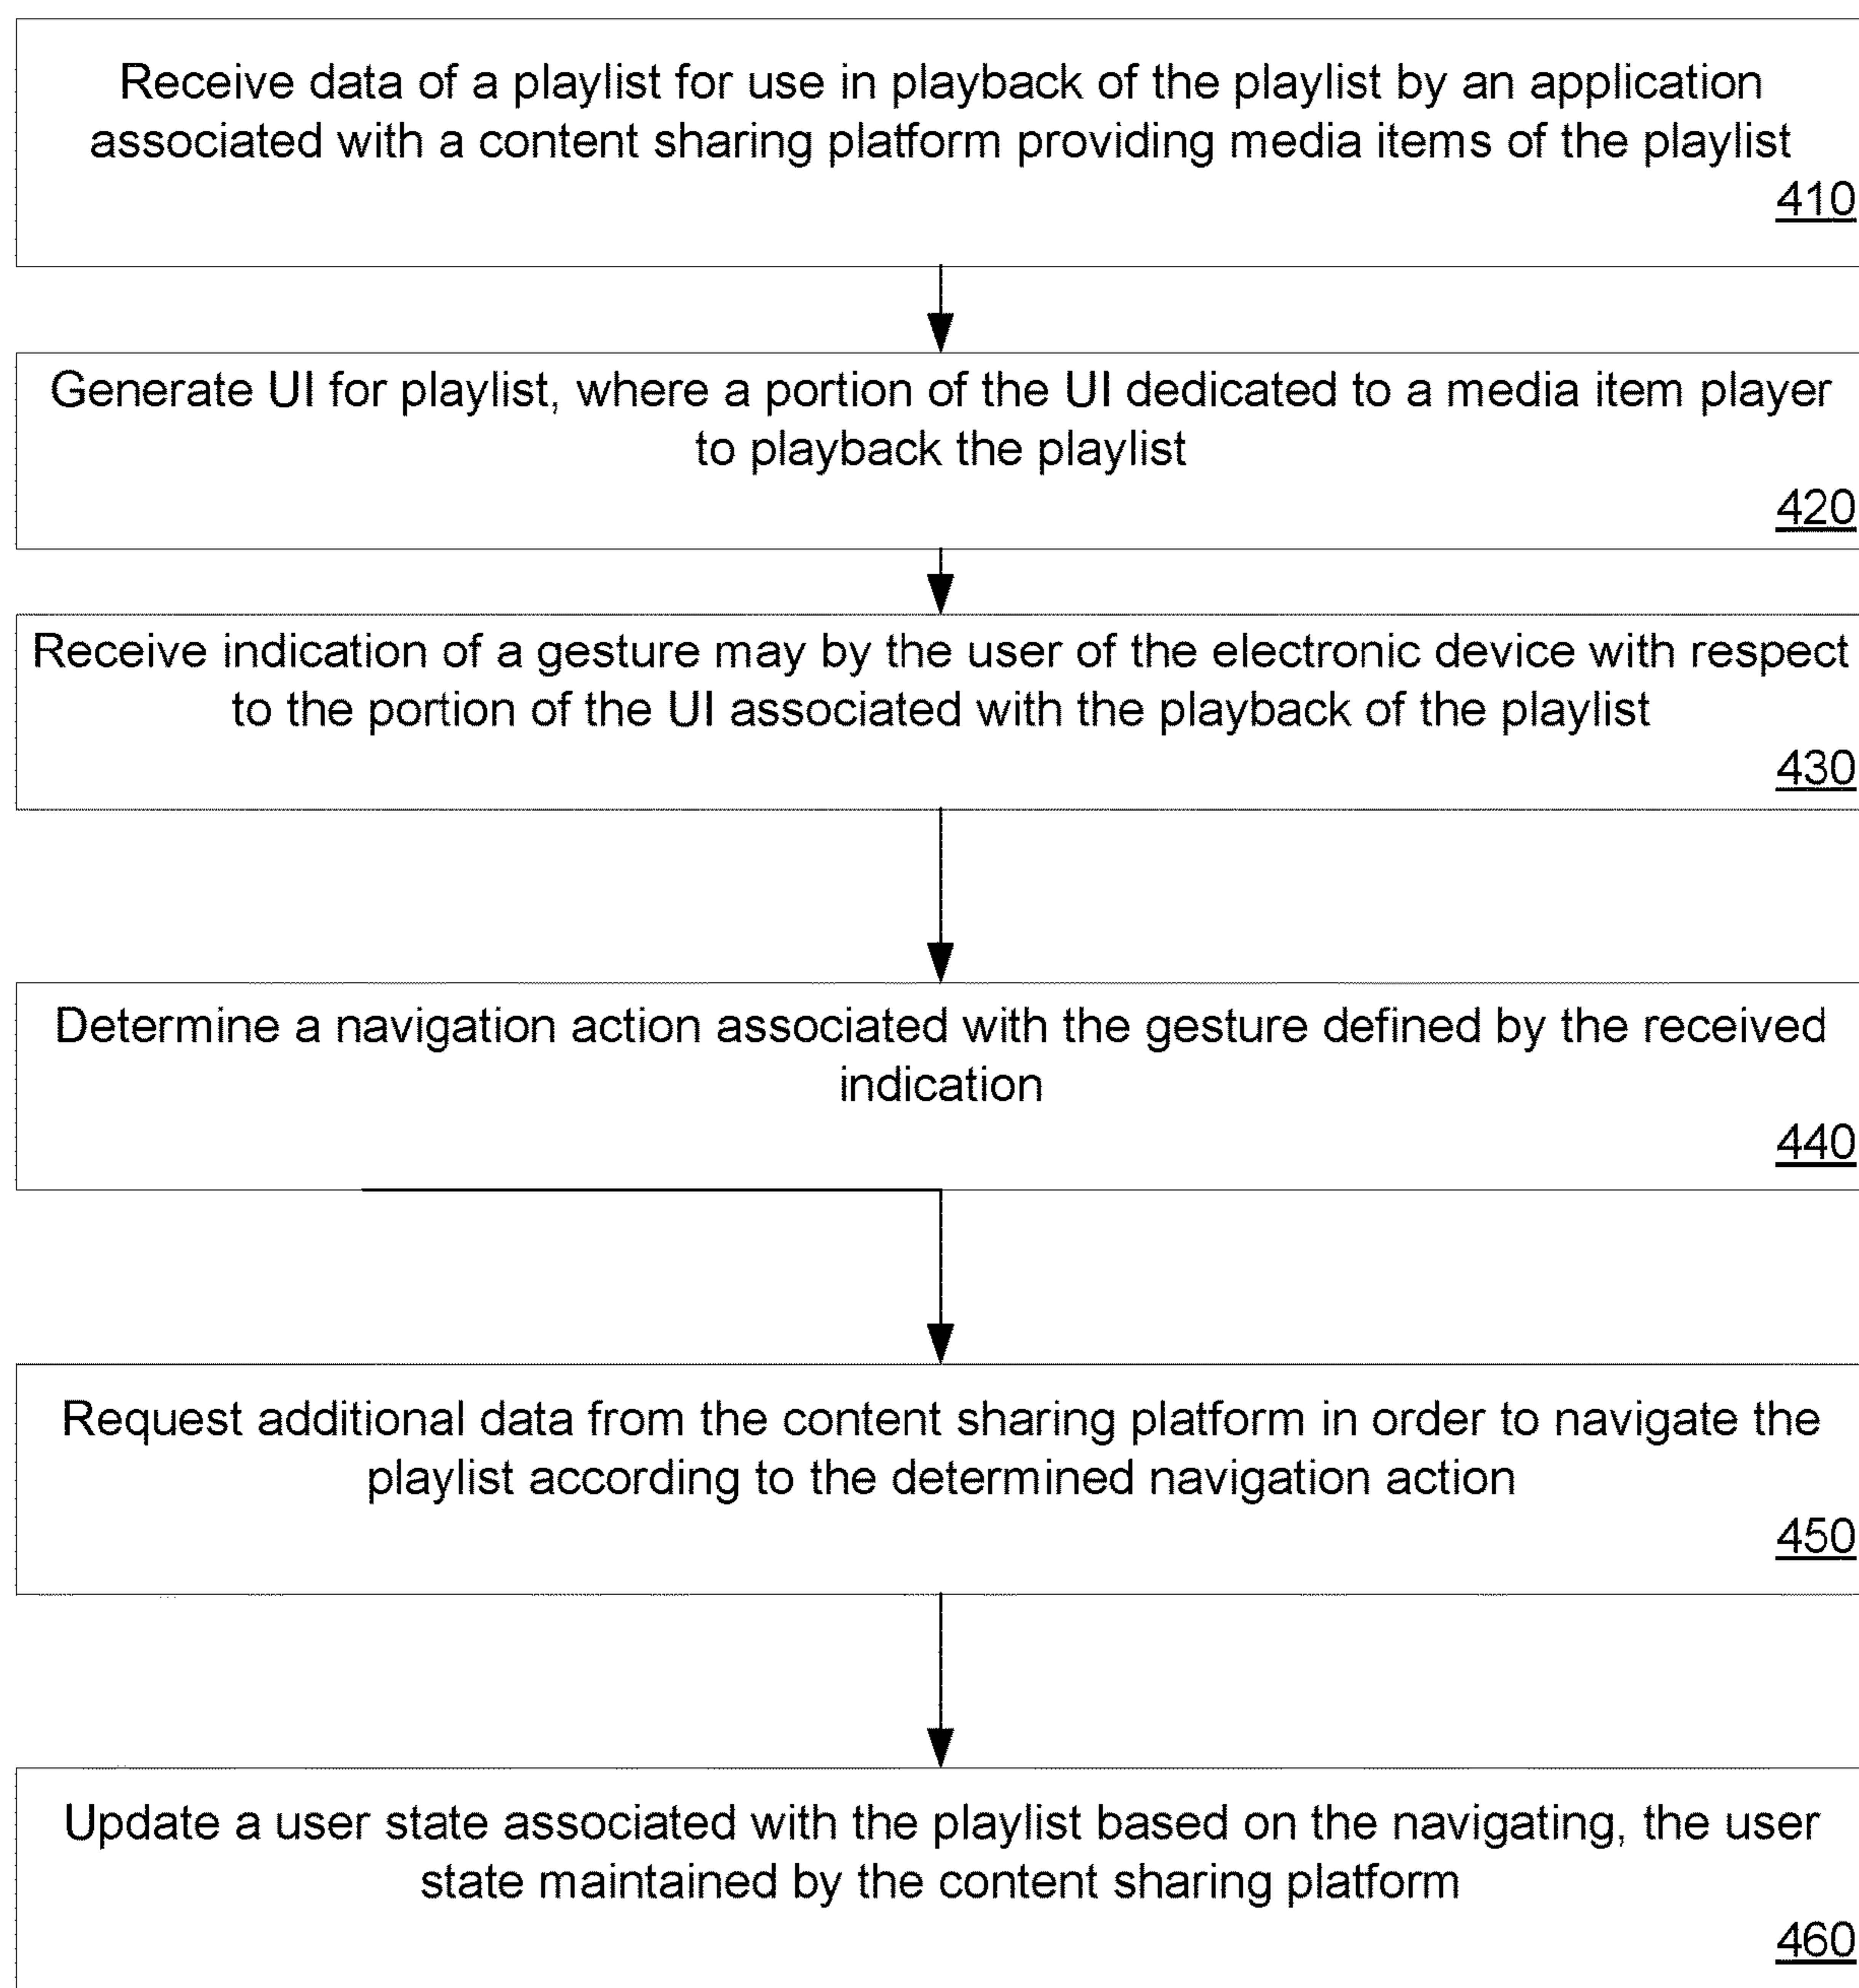 Receive data of a playlist for use in playback of the playlist by an application
associated with a content sharing platform providing media items of the playlist
410
Generate UI for playlist, where a portion of the UI dedicated to a media item player
to playback the playlist
420
Receive indication of a gesture may by the user of the electronic device with respect
to the portion of the UI associated with the playback of the playlist
430
Determine a navigation action associated with the gesture defined by the received
indication
440
Request additional data from the content sharing platform in order to navigate the
playlist according to the determined navigation action
450
Update a user state associated with the playlist based on the navigating, the user
state maintained by the content sharing platform
460